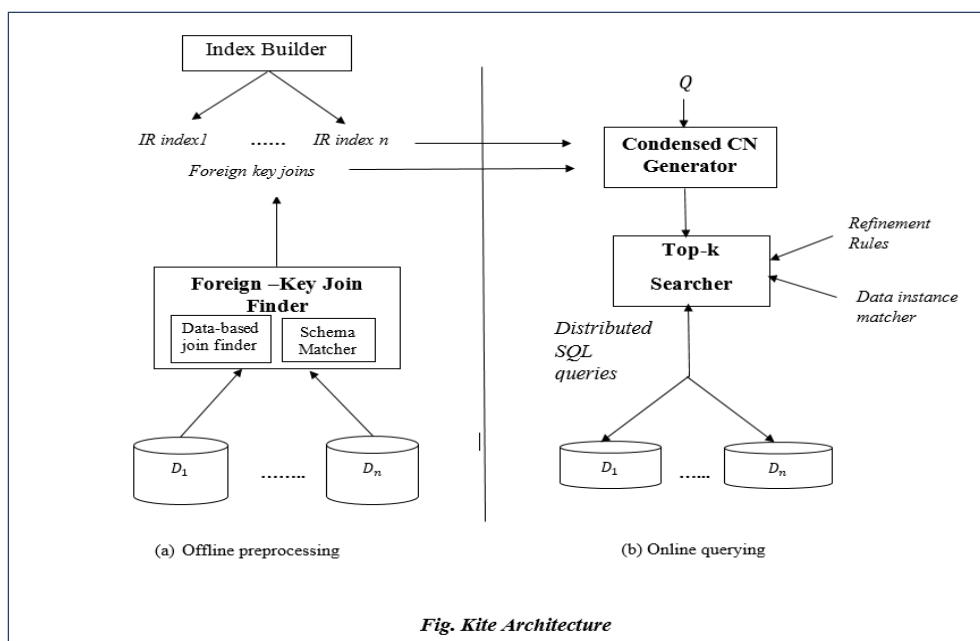 Index Builder
IR index1 ...... IR index n
Foreign key joins
Foreign –Key Join
Finder
Data-based
join finder
Schema
Matcher
D1 ........ Dn
(a) Offline preprocessing
Q
Condensed CN
Generator
Top-k
Searcher
Refinement
Rules
Data instance
matcher
Distributed
SQL
queries
D1 ...... Dn
(b) Online querying
Fig. Kite Architecture